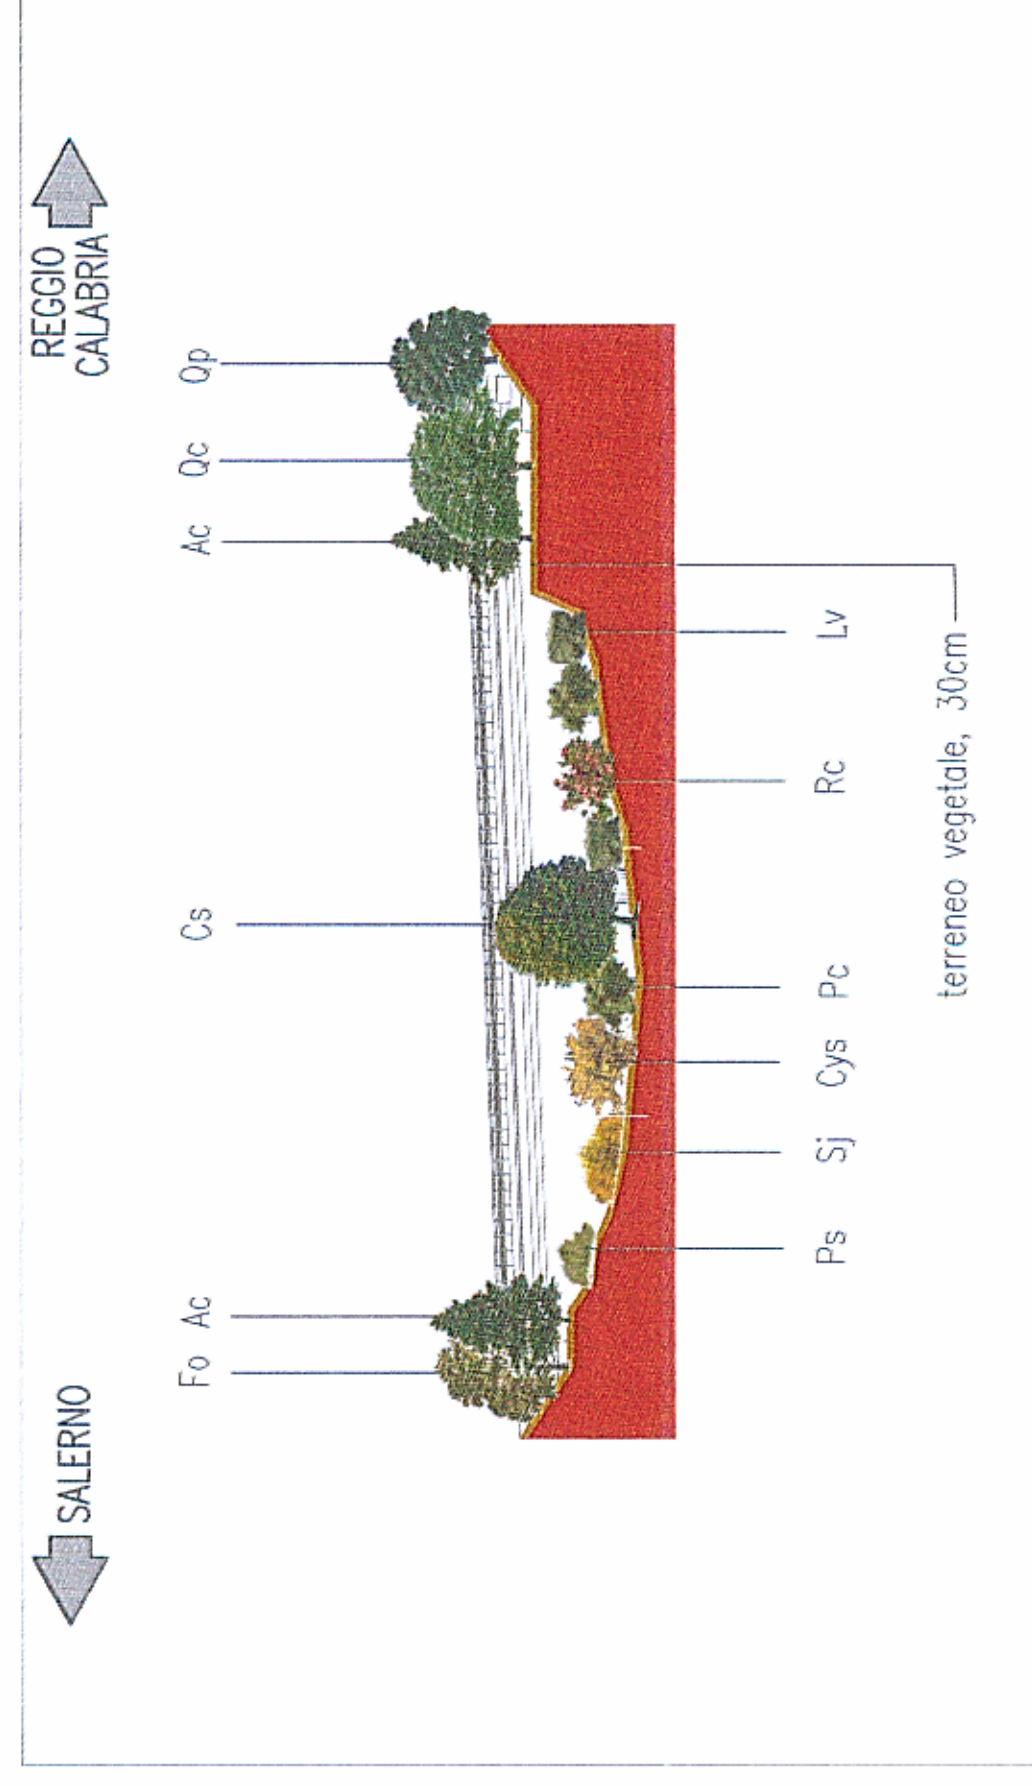 SALERNO
REGGIO
CALABRIA
Fo
Ac
Cs
Ac
Qc
Qp
Ps
Sj
Cys
Pc
Rc
Lv
terreneo vegetale, 30cm